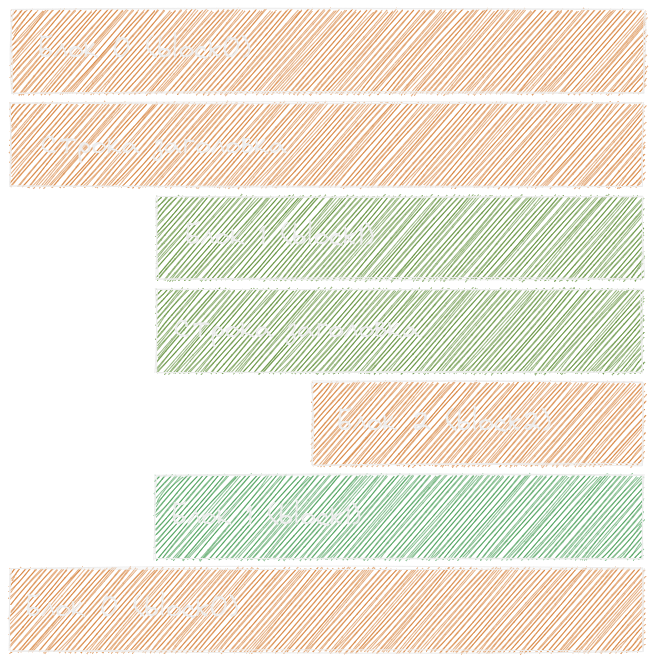 Блок 0 (block0)
Строка заголовка
Блок 1 (block1)
Строка заголовка
Блок 2 (block2)
Блок 1 (block1)
Блок 0 (block0)